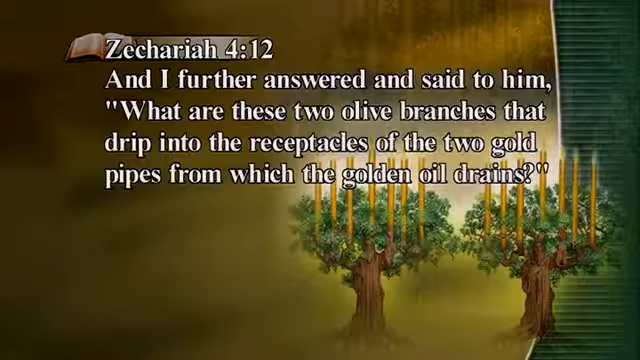 Zechariah 4:12
And I further answered and said to him,
"What are these two olive branches that
drip into the receptacles of the two gold
pipes from which the golden oil drains?"